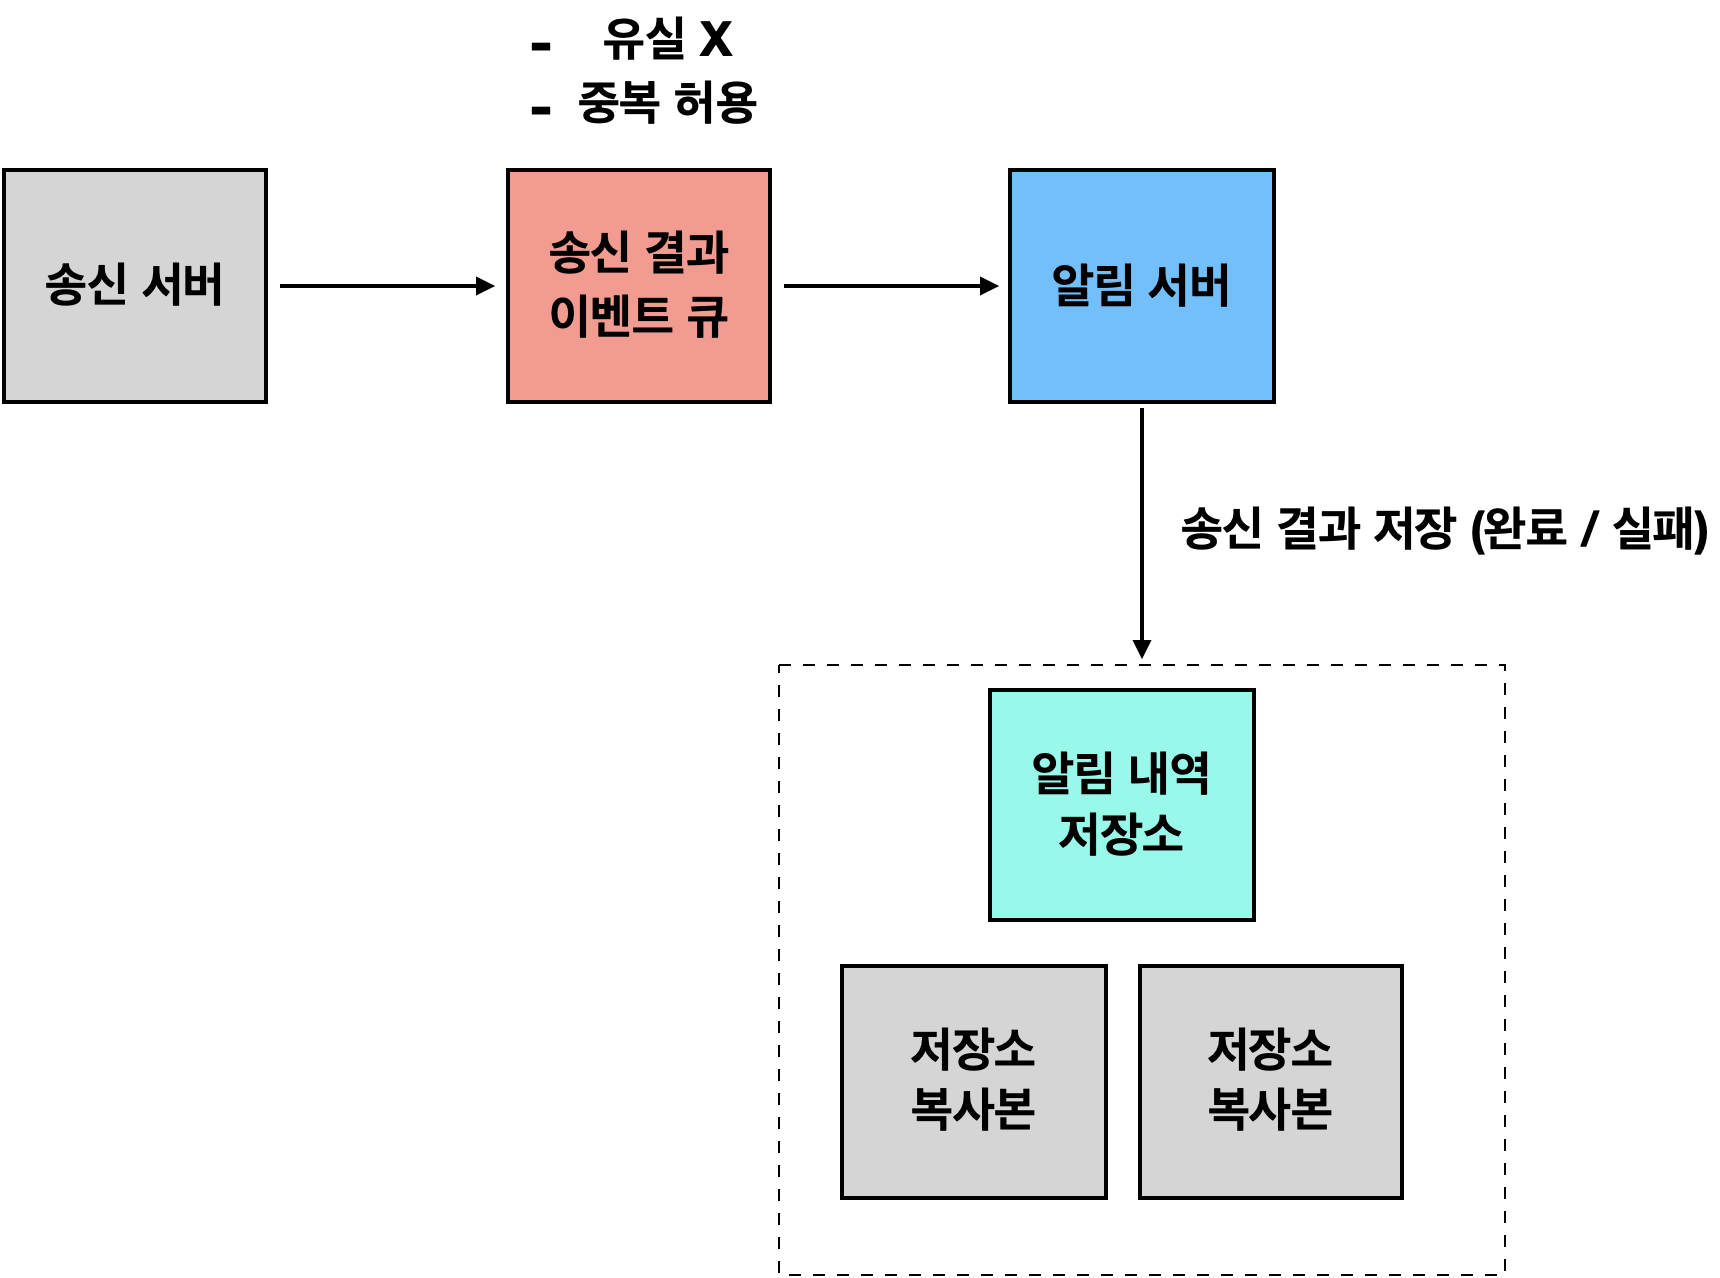 - 유실 X
- 중복 허용
송신 서버
송신 결과
이벤트 큐
알림 서버
송신 결과 저장 (완료 / 실패)
알림 내역
저장소
저장소
복사본
저장소
복사본